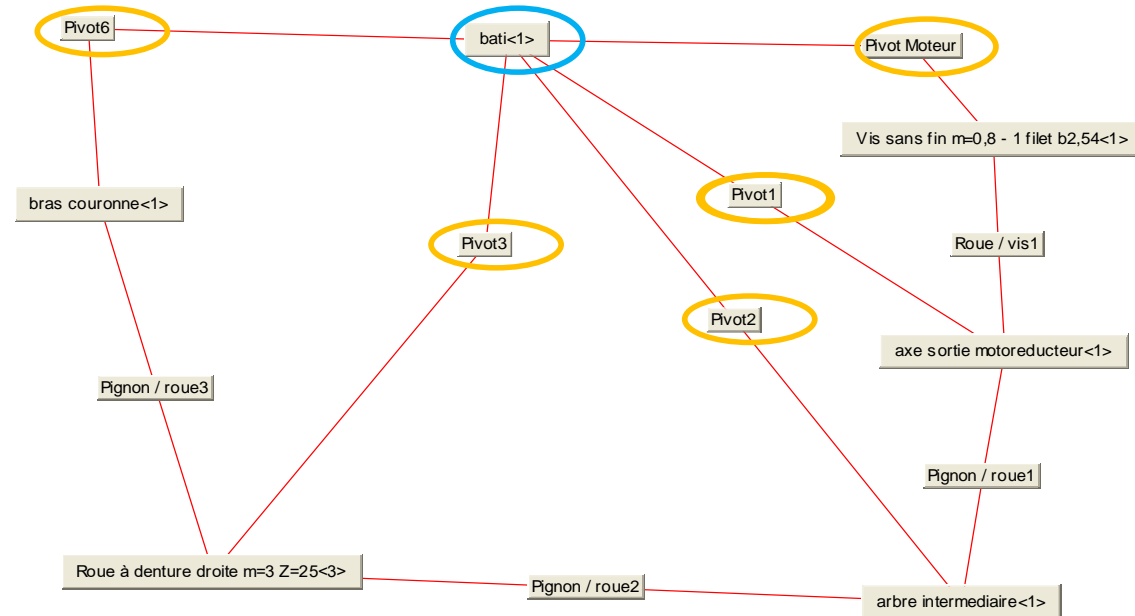 Pivot6
bati<1>
Pivot Moteur
Vis sans fin m=0,8 - 1 filet b2,54<1>
bras couronne<1>
Pivot1
Pivot3
Roue / vis1
Pivot2
axe sortie motoreducteur<1>
Pignon / roue3
Pignon / roue1
Roue à denture droite m=3 Z=25<3>
Pignon / roue2
arbre intermediaire<1>